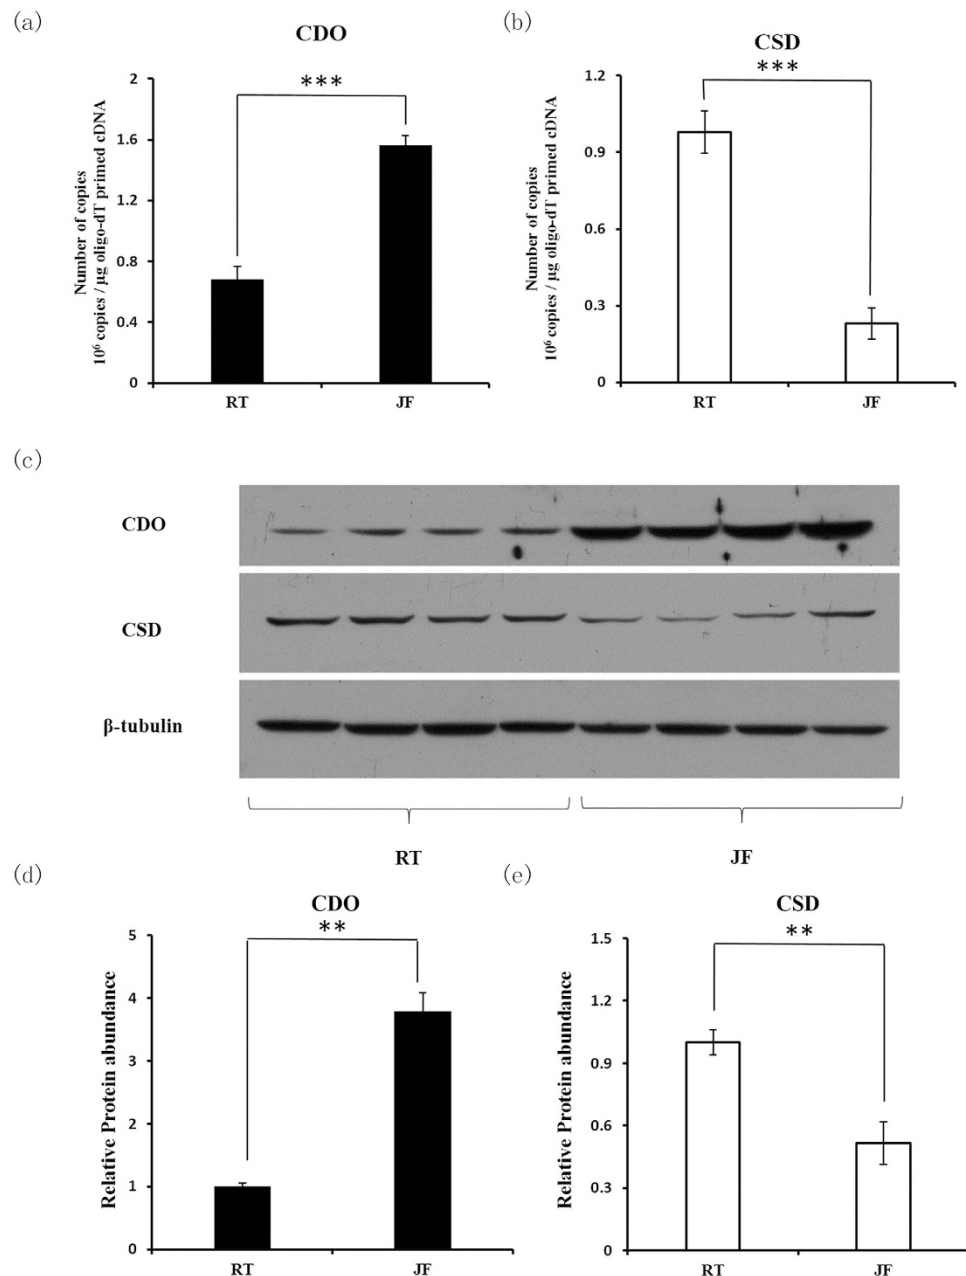 (a)
CDO
***
Number of copies
10⁶ copies / μg oligo-dT primed cDNA
2
1.6
1.2
0.8
0.4
0
RT JF
(b)
CSD
***
Number of copies
10⁶ copies / μg oligo-dT primed cDNA
1.2
0.9
0.6
0.3
0
RT JF
(c)
CDO
CSD
β-tubulin
RT JF
(d)
CDO
**
Relative Protein abundance
5
4
3
2
1
0
RT JF
(e)
CSD
**
Relative Protein abundance
1.5
1.2
0.9
0.6
0.3
0
RT JF